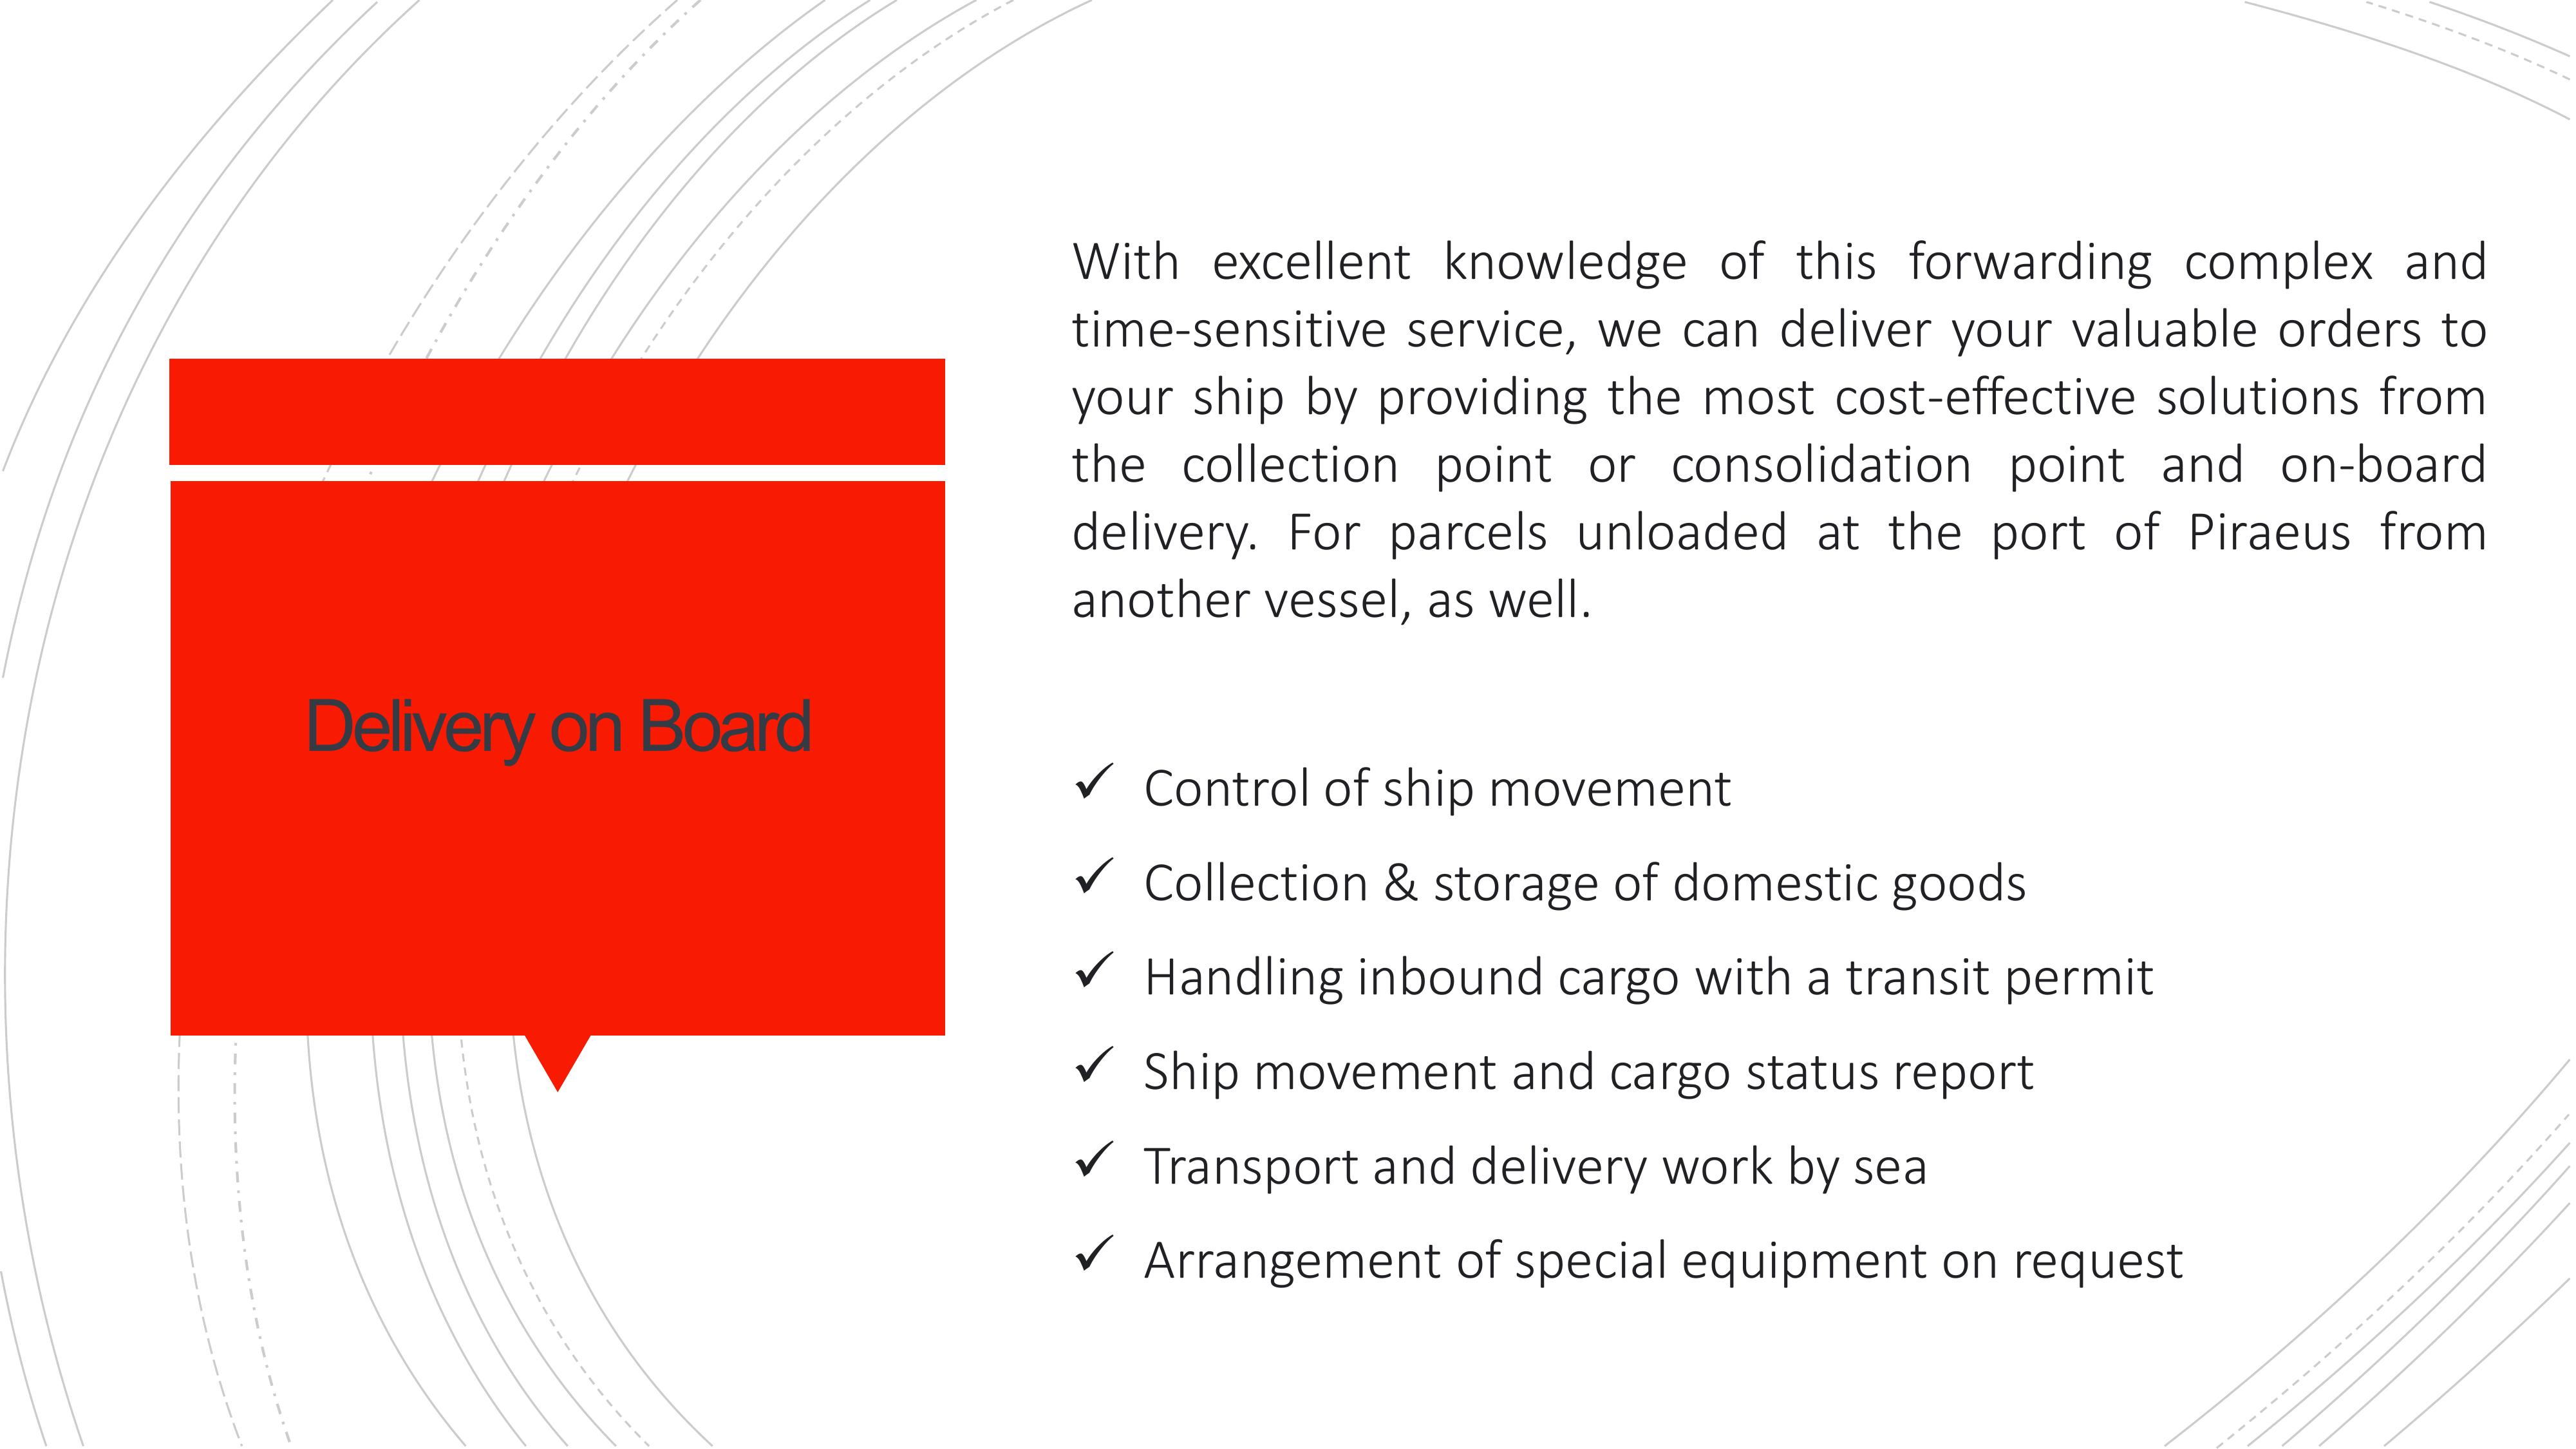 Delivery on Board
With excellent knowledge of this forwarding complex and
time-sensitive service, we can deliver your valuable orders to
your ship by providing the most cost-effective solutions from
the collection point or consolidation point and on-board
delivery. For parcels unloaded at the port of Piraeus from
another vessel, as well.
✓ Control of ship movement
✓ Collection & storage of domestic goods
✓ Handling inbound cargo with a transit permit
✓ Ship movement and cargo status report
✓ Transport and delivery work by sea
✓ Arrangement of special equipment on request